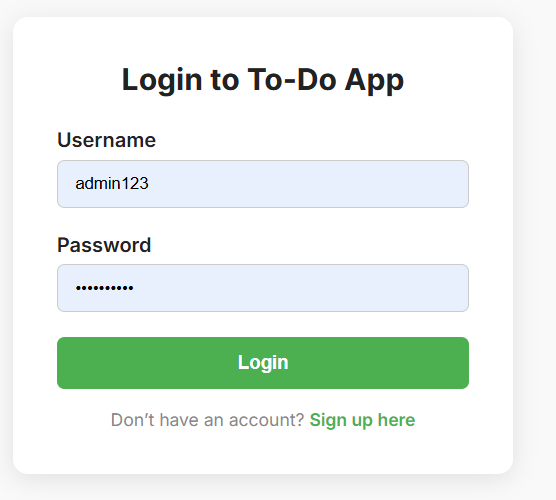 Login to To-Do App
Username
admin123
Password
••••••••••
Login
Don’t have an account? Sign up here